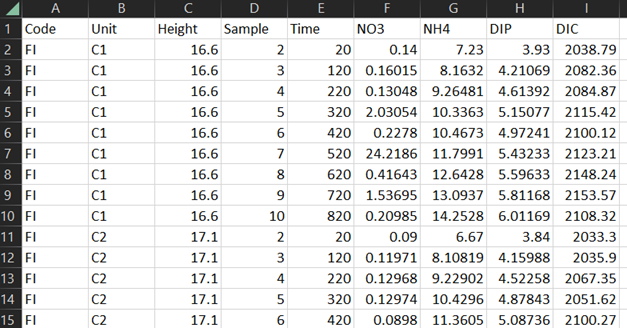 A B C D E F G H I
1 Code Unit Height Sample Time NO3 NH4 DIP DIC
2 FI C1 16.6 2 20 0.14 7.23 3.93 2038.79
3 FI C1 16.6 3 120 0.16015 8.1632 4.21069 2082.36
4 FI C1 16.6 4 220 0.13048 9.26481 4.61392 2084.87
5 FI C1 16.6 5 320 2.03054 10.3363 5.15077 2115.42
6 FI C1 16.6 6 420 0.2278 10.4673 4.97241 2100.12
7 FI C1 16.6 7 520 24.2186 11.7991 5.43233 2123.21
8 FI C1 16.6 8 620 0.41643 12.6428 5.59633 2148.24
9 FI C1 16.6 9 720 1.53695 13.0937 5.81168 2153.57
10 FI C1 16.6 10 820 0.20985 14.2528 6.01169 2108.32
11 FI C2 17.1 2 20 0.09 6.67 3.84 2033.3
12 FI C2 17.1 3 120 0.11971 8.10819 4.15988 2035.9
13 FI C2 17.1 4 220 0.12968 9.22902 4.52258 2067.35
14 FI C2 17.1 5 320 0.12974 10.4296 4.87843 2051.62
15 FI C2 17.1 6 420 0.0898 11.3605 5.08736 2100.27